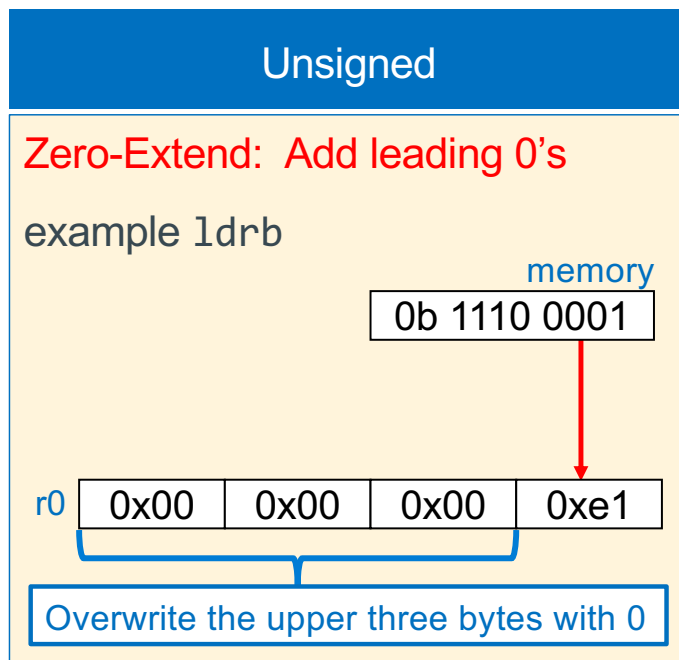 Unsigned
Zero-Extend: Add leading 0's
example ldrb
memory
0b 1110 0001
r0 0x00 0x00 0x00 0xe1
Overwrite the upper three bytes with 0